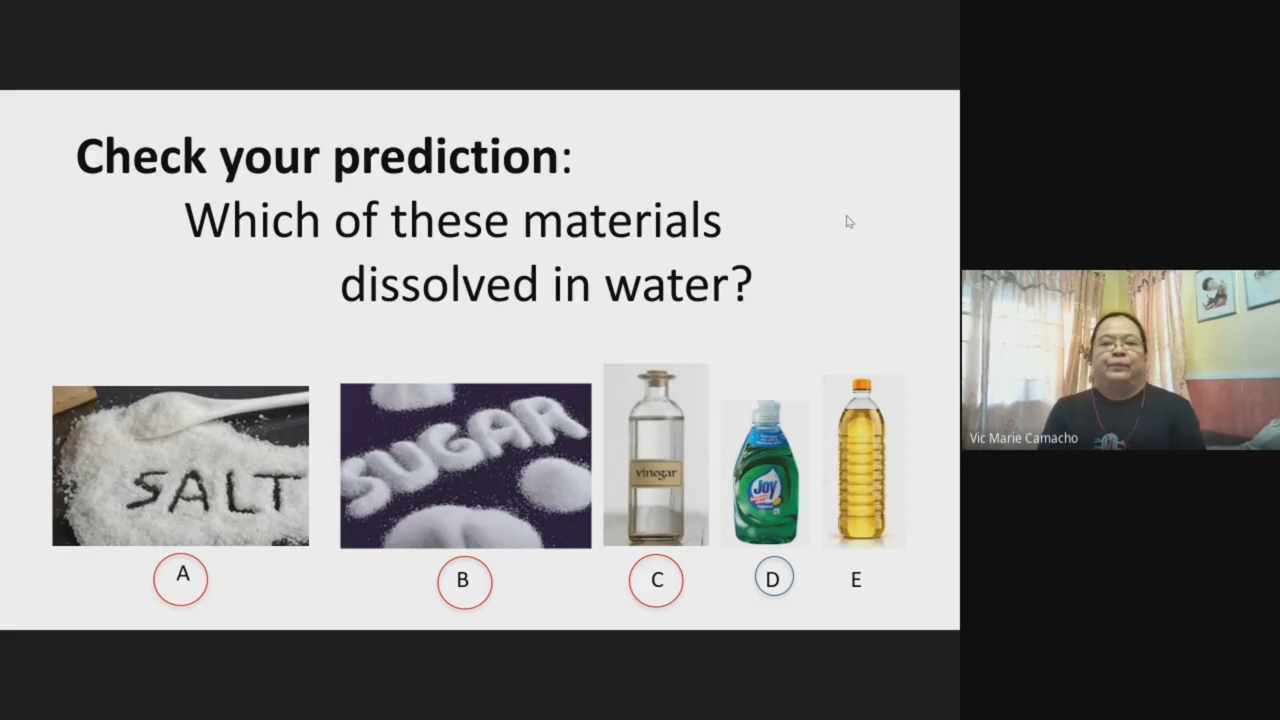 Check your prediction:
Which of these materials
dissolved in water?
SALT
SUGAR
vinegar
Joy
A
B
C
D
E
Vic Marie Camacho